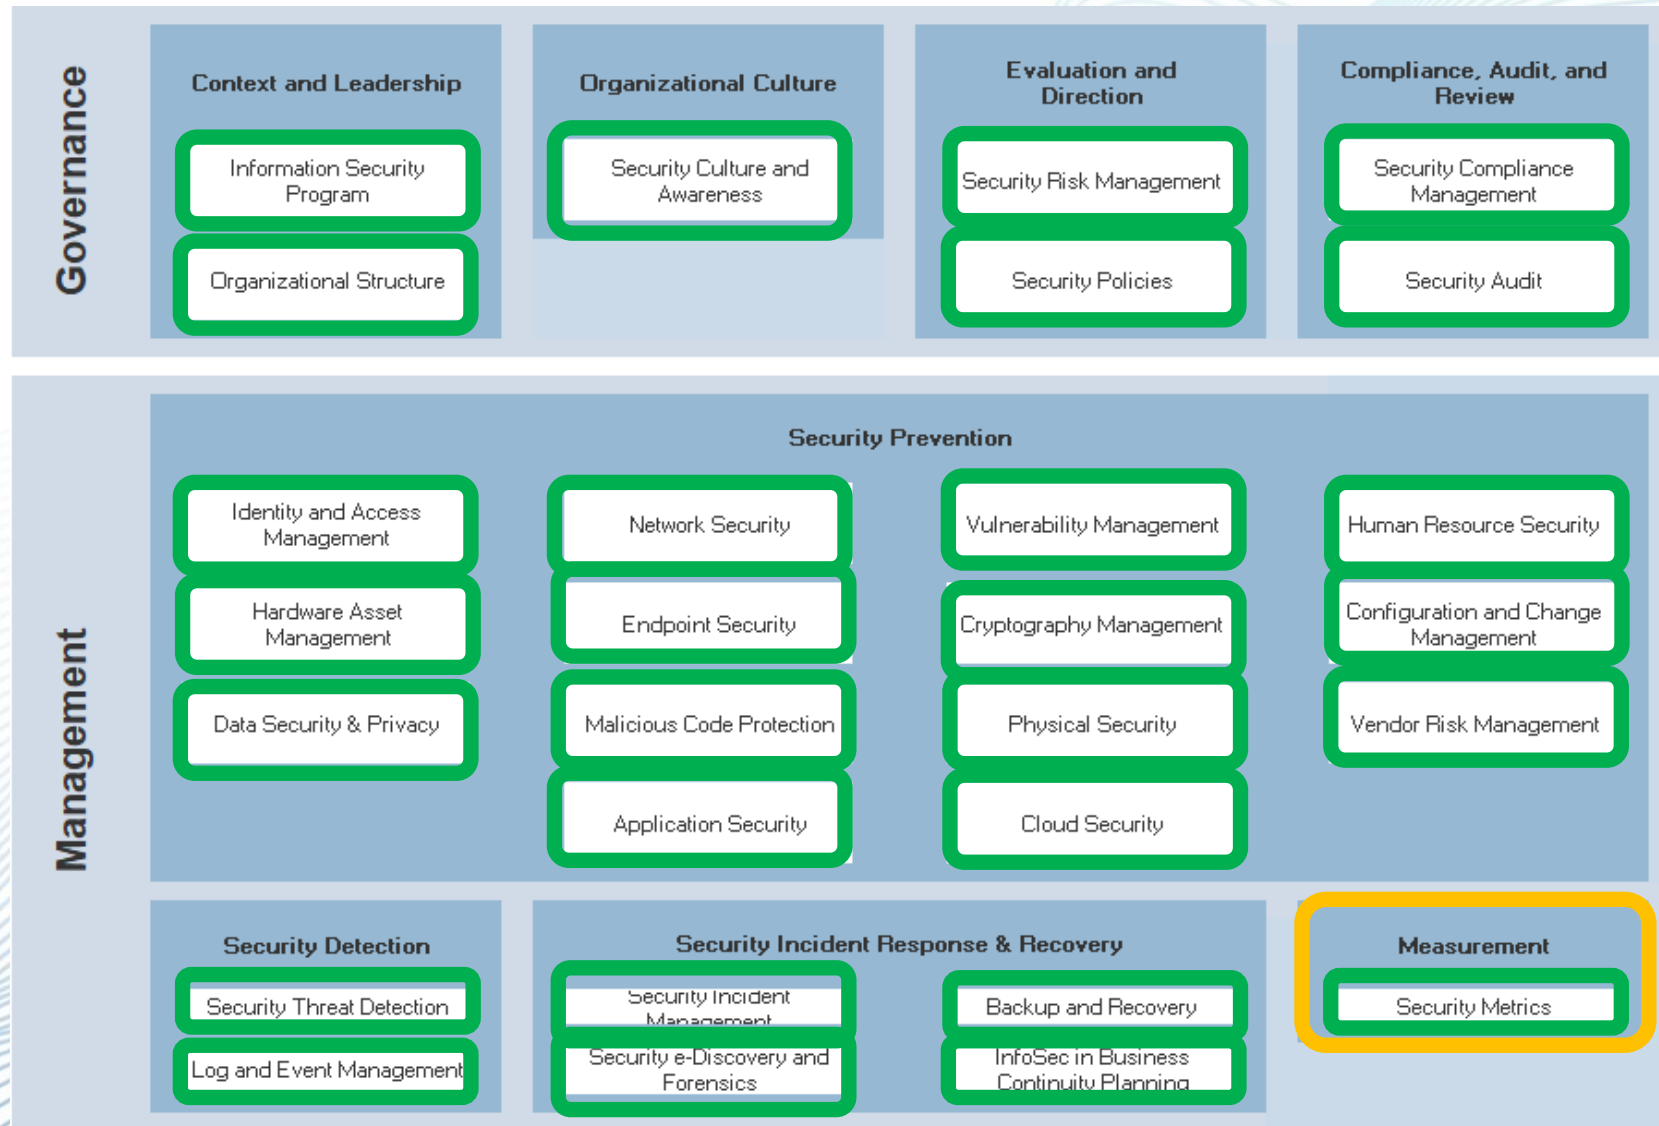 Governance
Context and Leadership
Information Security
Program
Organizational Structure
Organizational Culture
Security Culture and
Awareness
Evaluation and
Direction
Security Risk Management
Security Policies
Compliance, Audit, and
Review
Security Compliance
Management
Security Audit
Management
Security Prevention
Identity and Access
Management
Hardware Asset
Management
Data Security & Privacy
Network Security
Endpoint Security
Malicious Code Protection
Application Security
Vulnerability Management
Cryptography Management
Physical Security
Cloud Security
Human Resource Security
Configuration and Change
Management
Vendor Risk Management
Security Detection
Security Threat Detection
Log and Event Management
Security Incident Response & Recovery
Security Incident
Management
Security e-Discovery and
Forensics
Backup and Recovery
InfoSec in Business
Continuity Planning
Measurement
Security Metrics